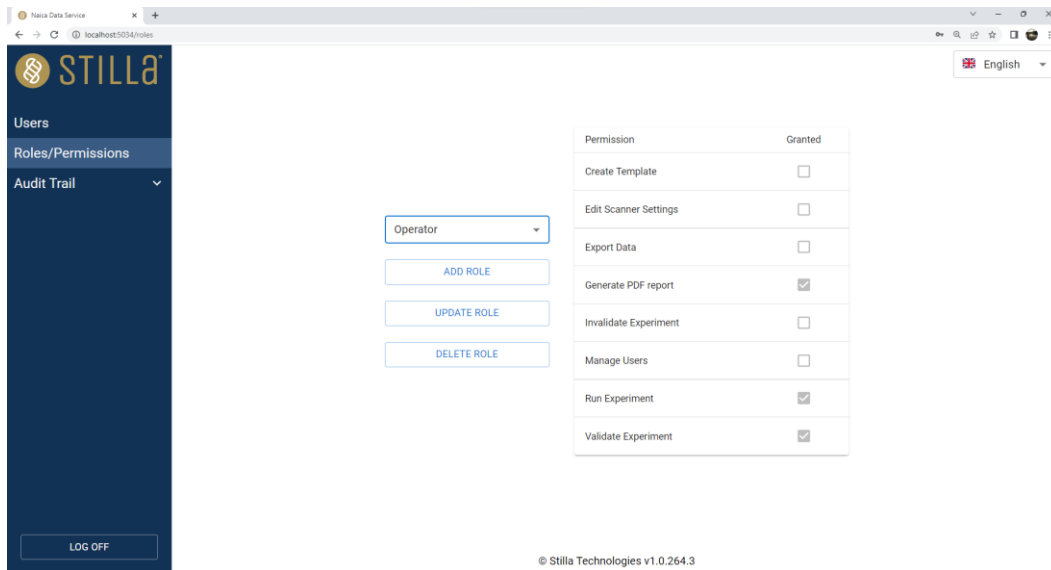 Naica Data Service
localhost:5034/roles
STILLA
English
Users
Roles/Permissions
Audit Trail
Permission Granted
Create Template
Edit Scanner Settings
Operator
Export Data
ADD ROLE
Generate PDF report
UPDATE ROLE
Invalidate Experiment
DELETE ROLE
Manage Users
Run Experiment
Validate Experiment
LOG OFF
© Stilla Technologies v1.0.264.3